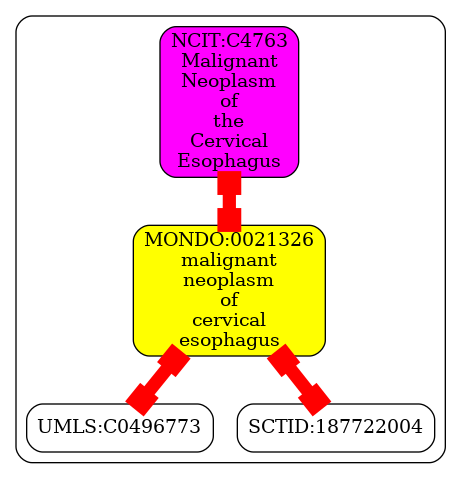 NCIT:C4763
Malignant
Neoplasm
of
the
Cervical
Esophagus
MONDO:0021326
malignant
neoplasm
of
cervical
esophagus
UMLS:C0496773
SCTID:187722004